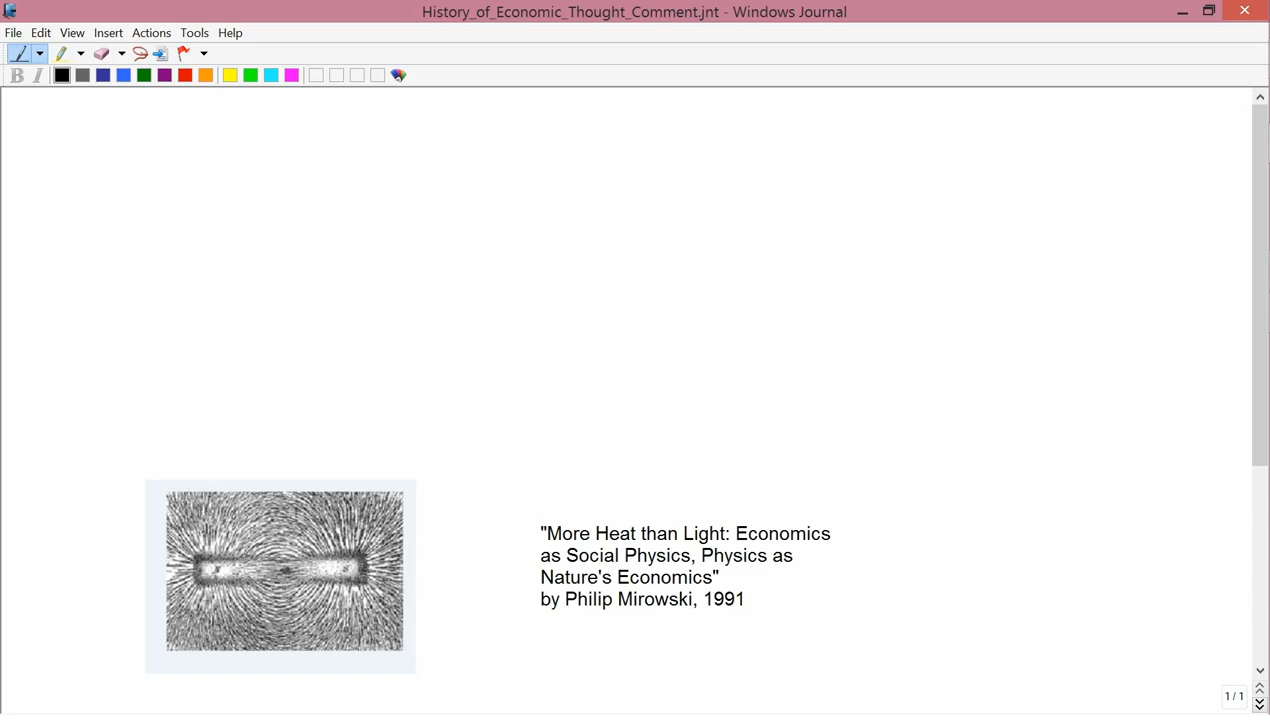 History_of_Economic_Thought_Comment.jnt - Windows Journal
File Edit View Insert Actions Tools Help
B I
"More Heat than Light: Economics
as Social Physics, Physics as
Nature's Economics"
by Philip Mirowski, 1991
1 / 1